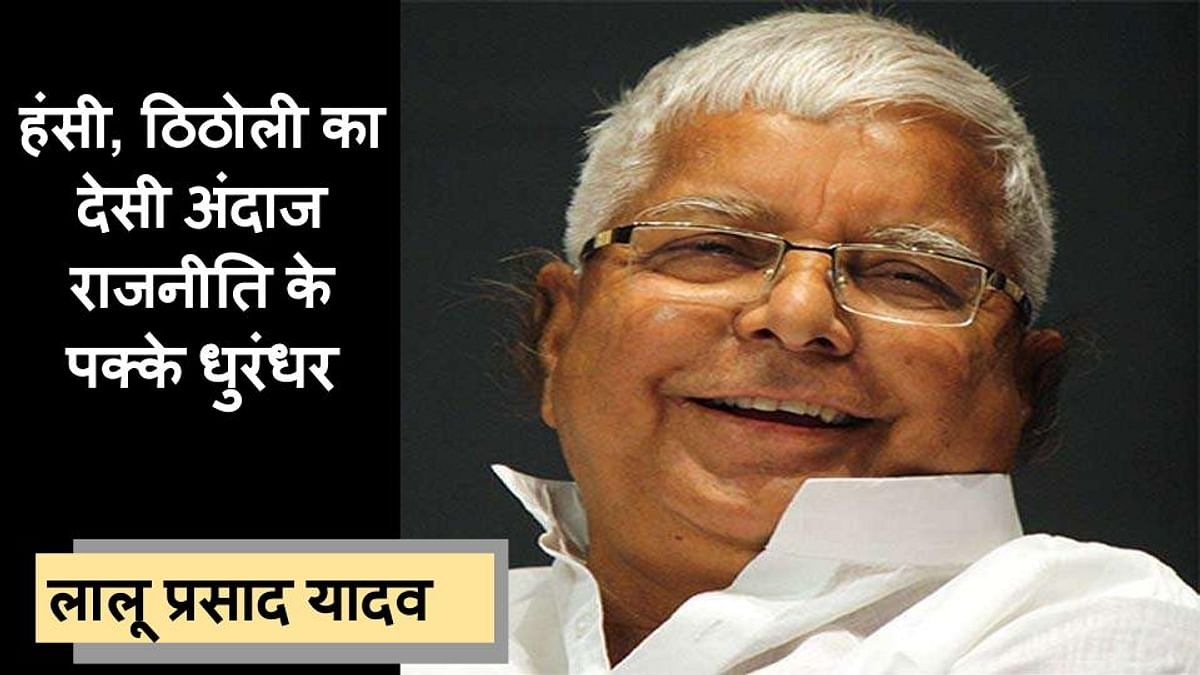 हंसी, ठिठोली का
देसी अंदाज
राजनीति के
पक्के धुरंधर
लालू प्रसाद यादव